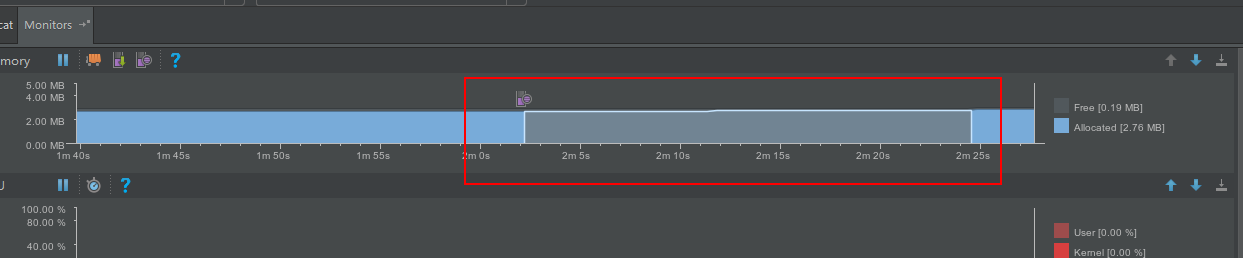 cat Monitors
mory ?
5.00 MB
4.00 MB
2.00 MB
0.00 MB
Free [0.19 MB]
Allocated [2.76 MB]
1m 40s 1m 45s 1m 50s 1m 55s 2m 0s 2m 5s 2m 10s 2m 15s 2m 20s 2m 25s
U ?
100.00 %
80.00 %
40.00 %
User [0.00 %]
Kernel [0.00 %]